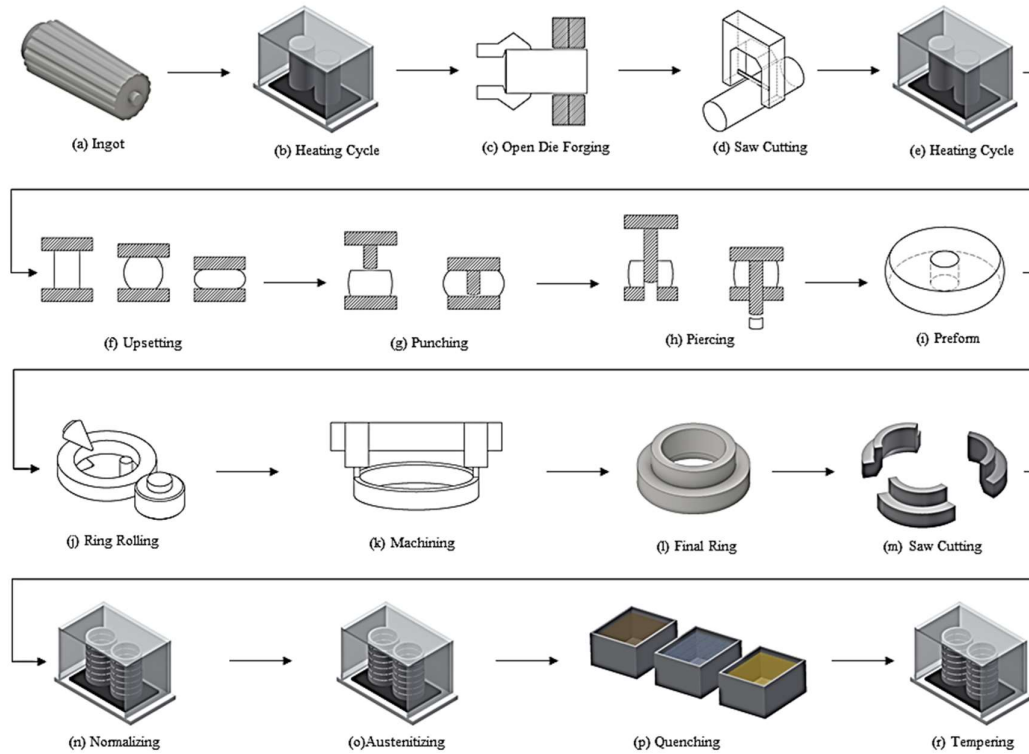 (a) Ingot
(b) Heating Cycle
(c) Open Die Forging
(d) Saw Cutting
(e) Heating Cycle
(f) Upsetting
(g) Punching
(h) Piercing
(i) Preform
(j) Ring Rolling
(k) Machining
(l) Final Ring
(m) Saw Cutting
(n) Normalizing
(o)Austenitizing
(p) Quenching
(r) Tempering